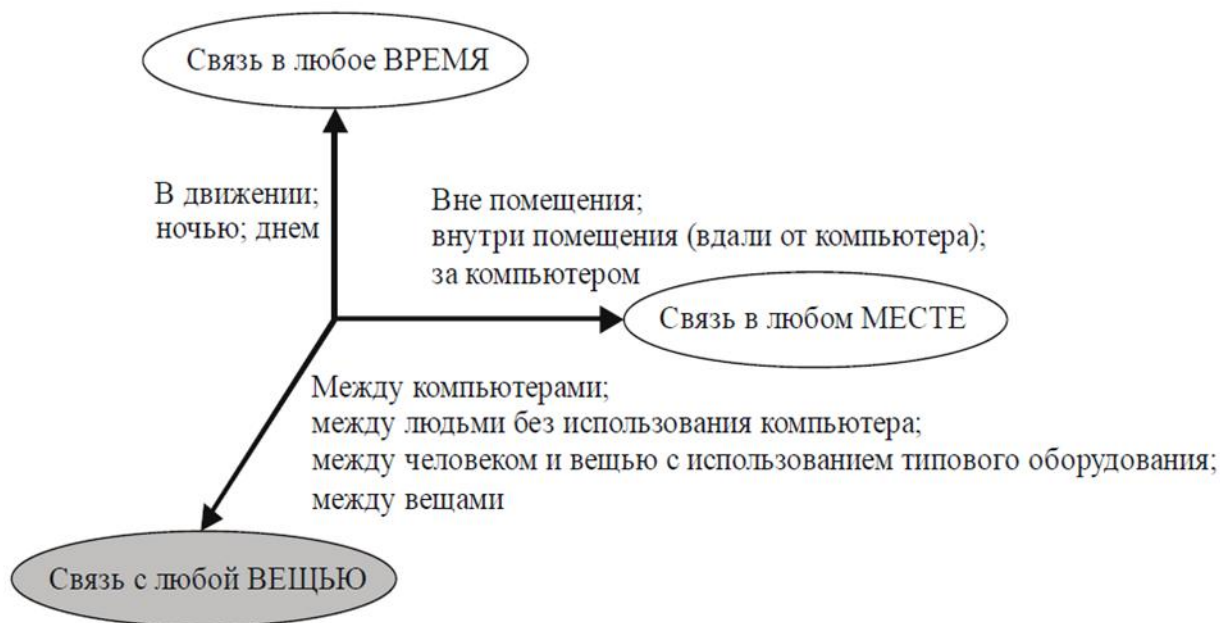 Связь в любое ВРЕМЯ
В движении;
ночью; днем
Вне помещения;
внутри помещения (вдали от компьютера);
за компьютером
Связь в любом МЕСТЕ
Между компьютерами;
между людьми без использования компьютера;
между человеком и вещью с использованием типового оборудования;
между вещами
Связь с любой ВЕЩЬЮ